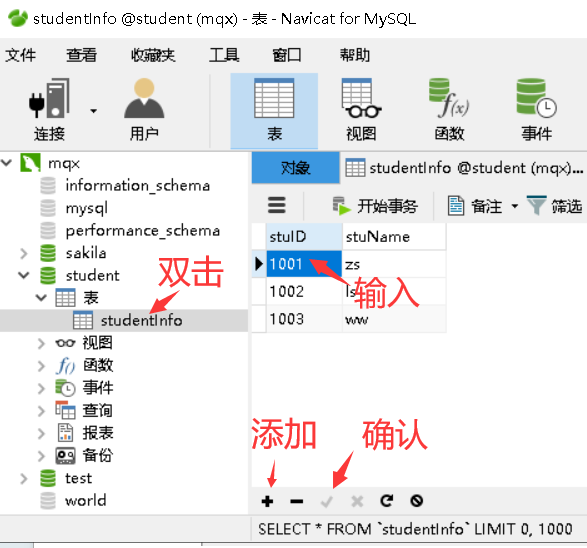 studentInfo @student (mqx) - 表 - Navicat for MySQL
文件 查看 收藏夹 工具 窗口 帮助
连接 用户 表 视图 f(x) 函数 事件
mqx
information_schema
mysql
performance_schema
sakila
student
表
studentInfo
视图
f() 函数
事件
查询
报表
备份
test
world
双击
对象 studentInfo @student (mqx)...
开始事务 备注 筛选
stuID stuName
1001 zs
1002 ls
1003 ww
输入
添加 确认
SELECT * FROM `studentInfo` LIMIT 0, 1000